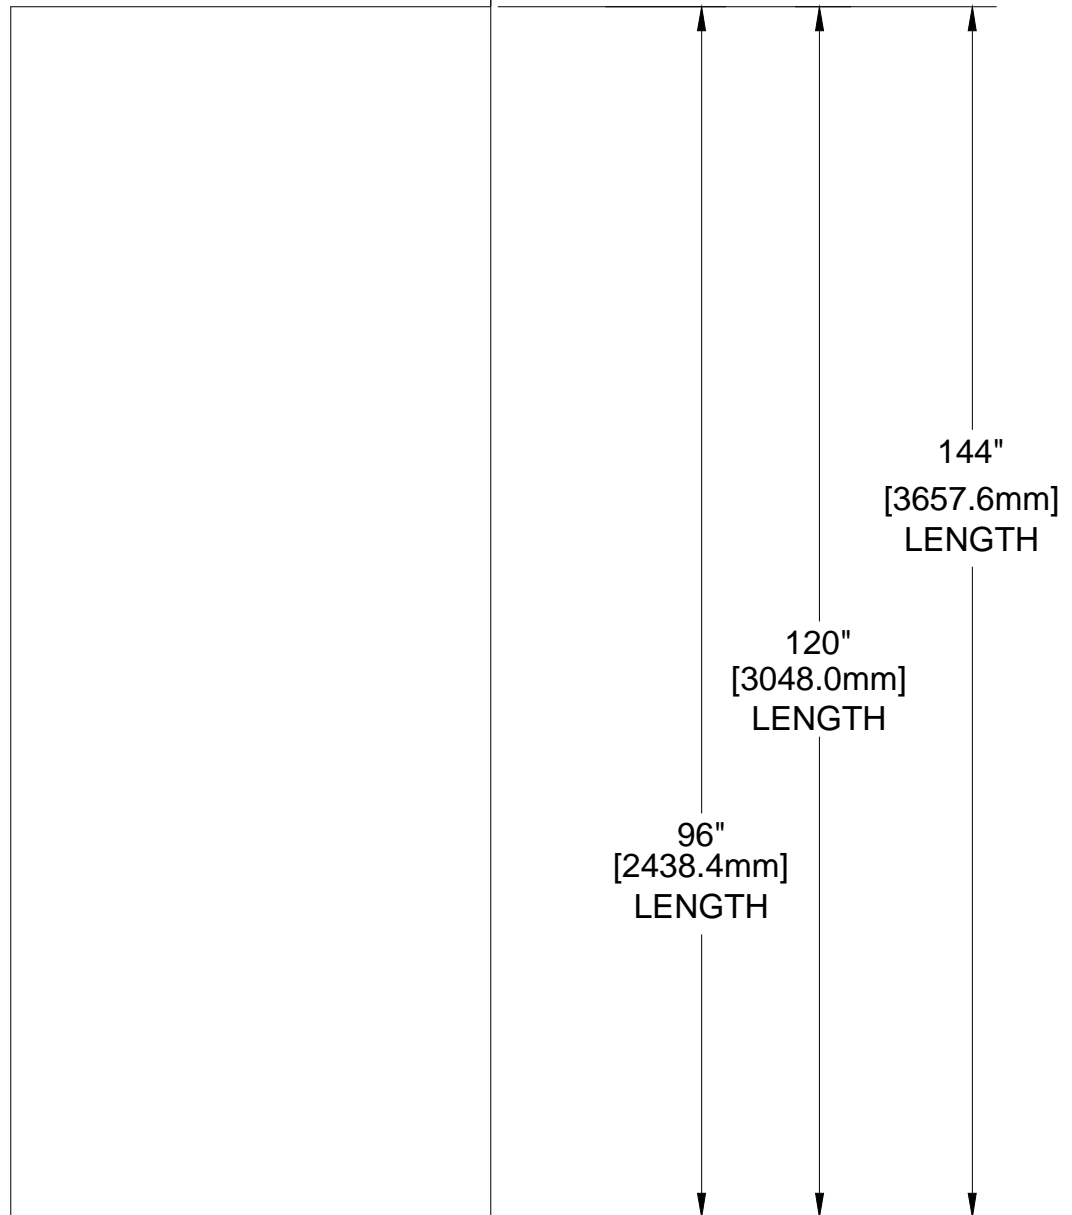 144"
[3657.6mm]
LENGTH
120"
[3048.0mm]
LENGTH
96"
[2438.4mm]
LENGTH